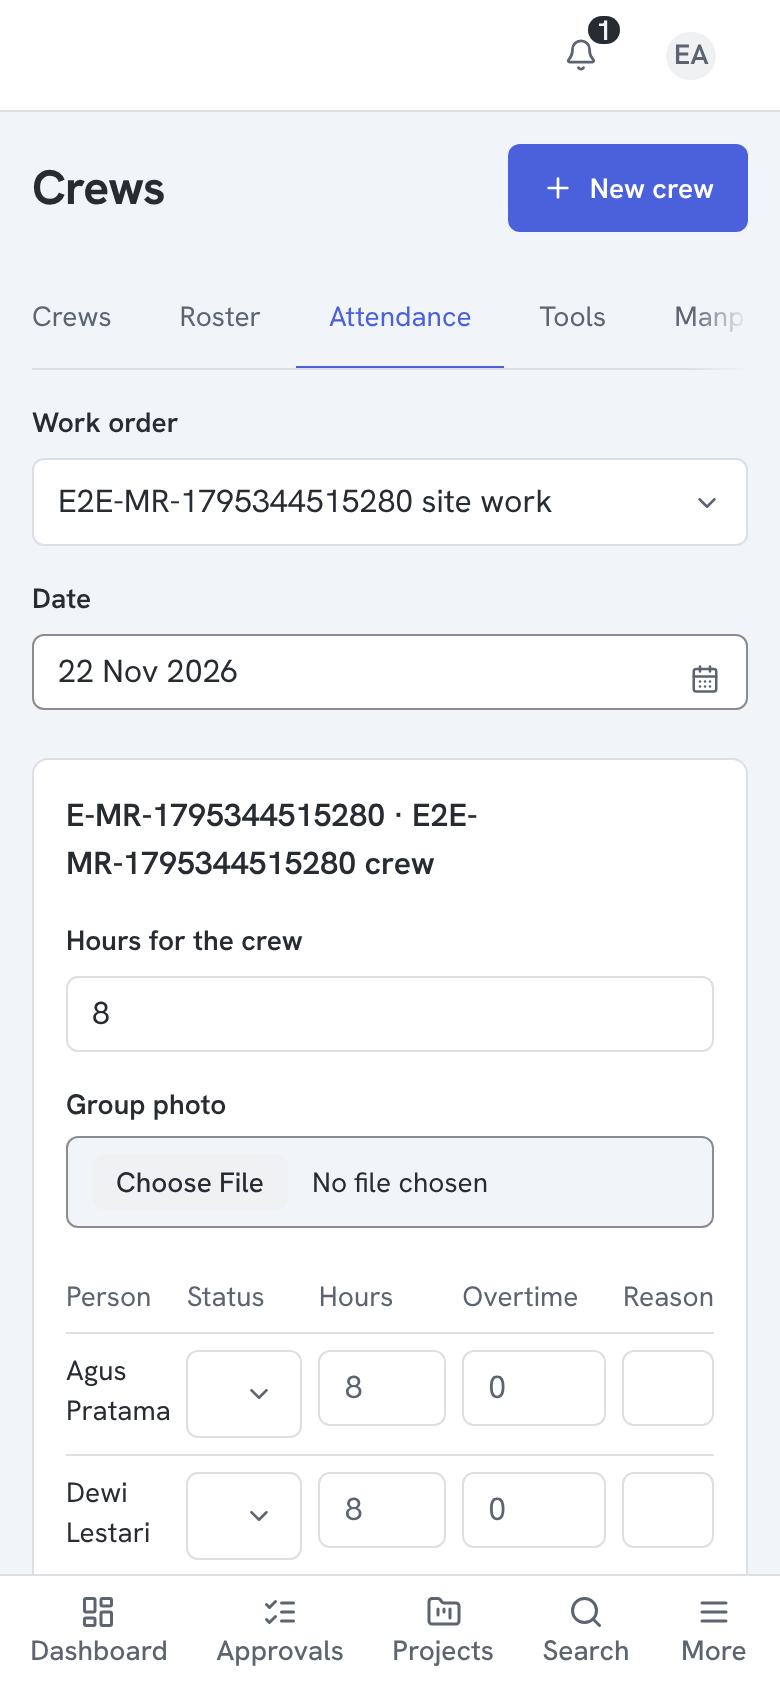 1
EA
Crews
New crew
Crews Roster Attendance Tools Manp
Work order
E2E-MR-1795344515280 site work
Date
22 Nov 2026
E-MR-1795344515280 · E2E-
MR-1795344515280 crew
Hours for the crew
8
Group photo
Choose File No file chosen
Person Status Hours Overtime Reason
Agus
Pratama
8 0
Dewi
Lestari
8 0
Dashboard Approvals Projects Search More